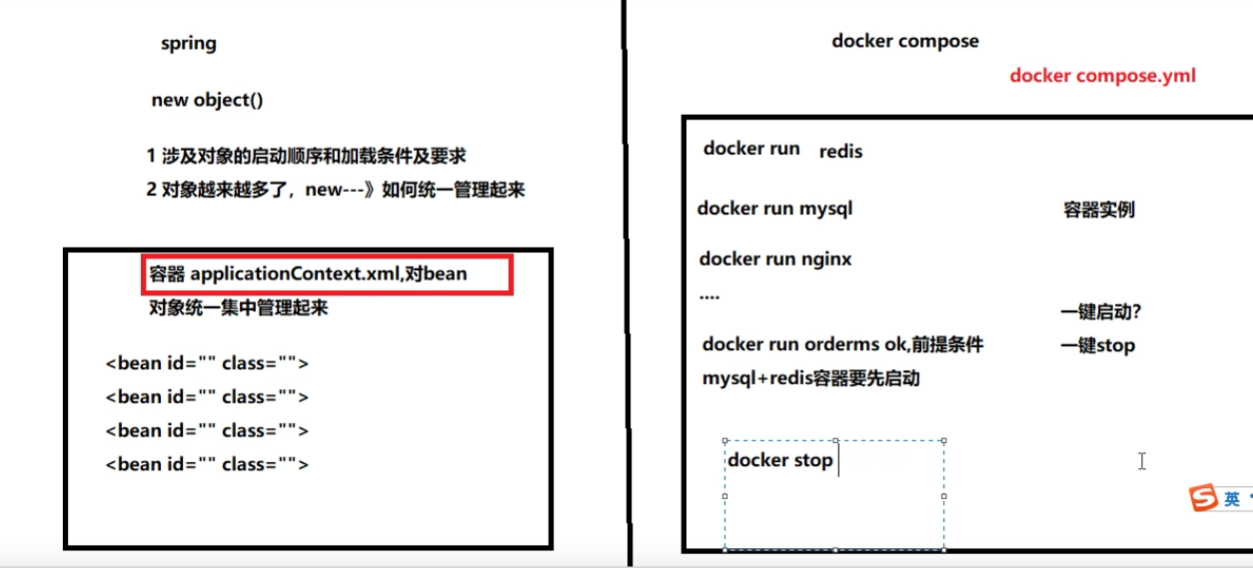 spring
new object()
1 涉及对象的启动顺序和加载条件及要求
2 对象越来越多了，new---》如何统一管理起来
容器 applicationContext.xml,对bean
对象统一集中管理起来
<bean id="" class="">
<bean id="" class="">
<bean id="" class="">
<bean id="" class="">
docker compose
docker compose.yml
docker run redis
docker run mysql
容器实例
docker run nginx
....
一键启动?
docker run orderms ok,前提条件
一键stop
mysql+redis容器要先启动
docker stop
英